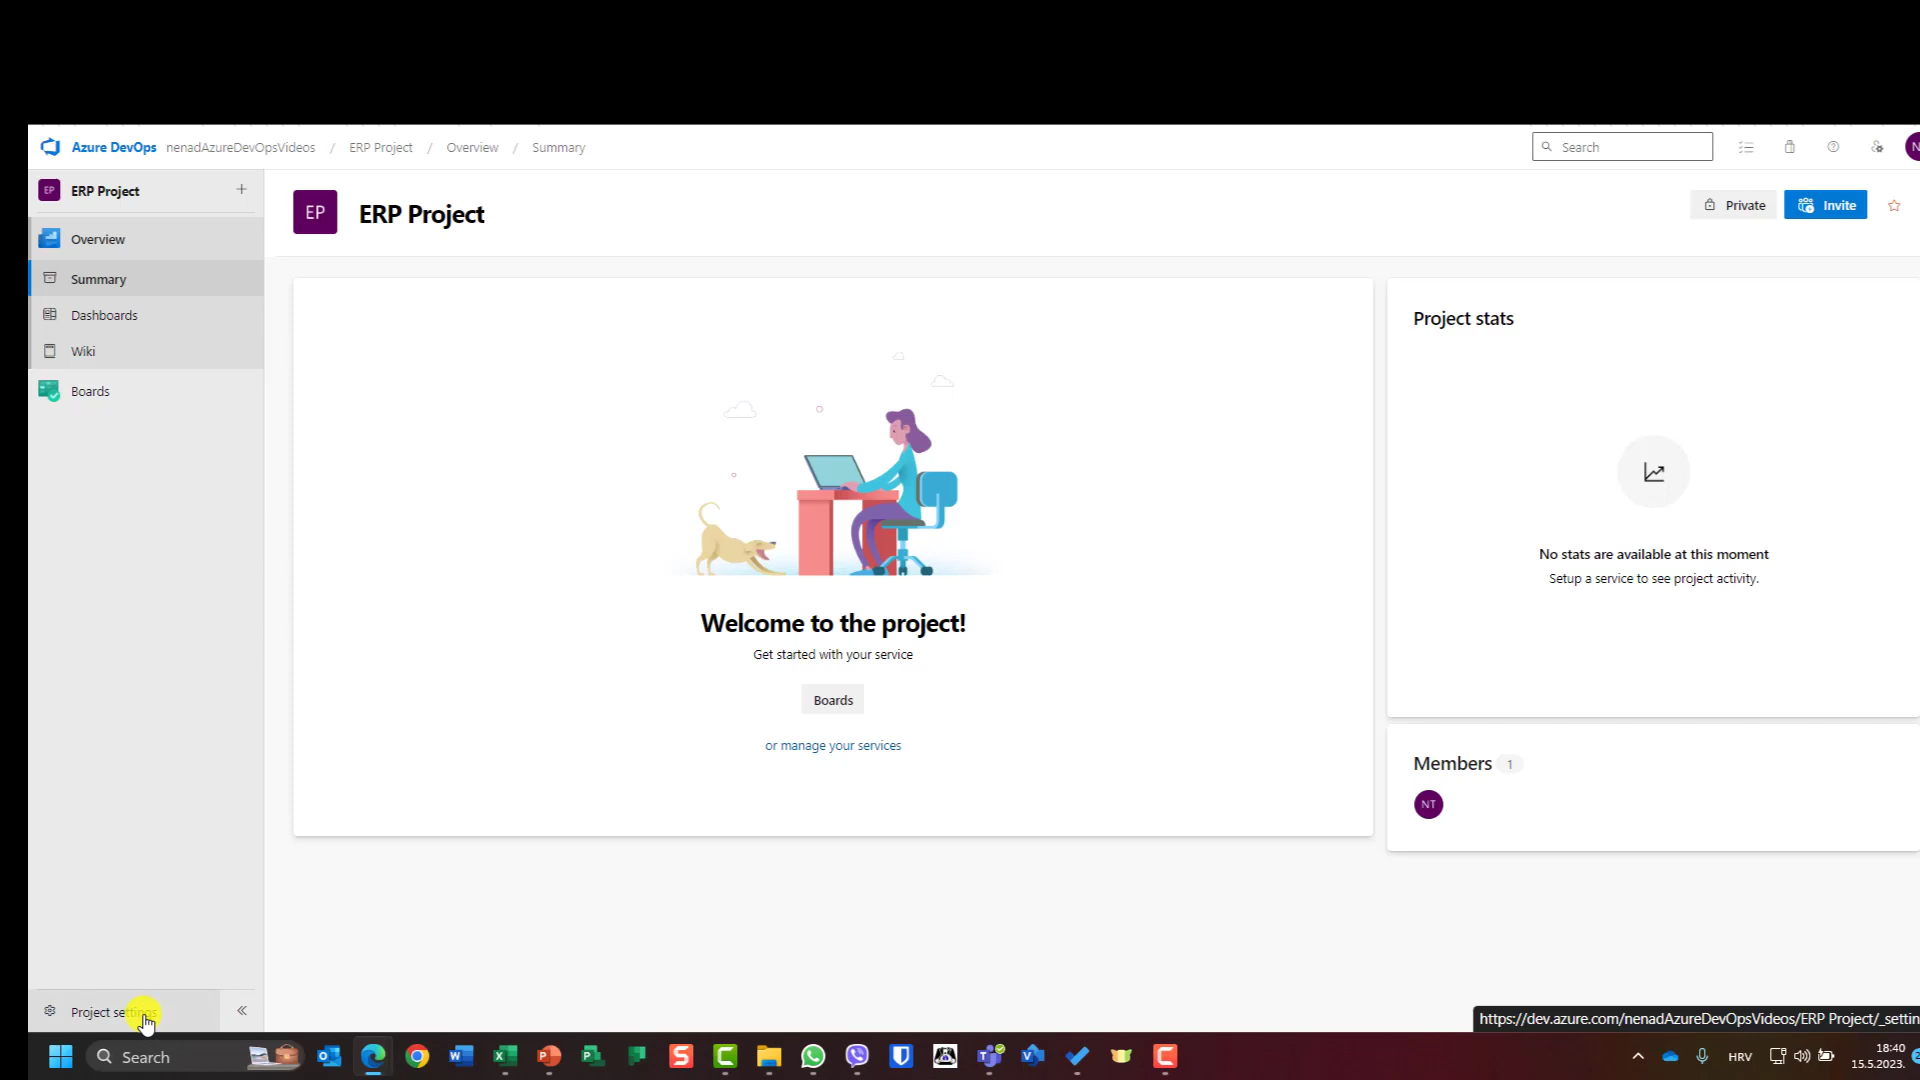 Azure DevOps nenadAzureDevOpsVideos / ERP Project / Overview / Summary
Search
N
EP ERP Project +
EP ERP Project
Private
Invite
Overview
Summary
Dashboards
Wiki
Boards
Project stats
No stats are available at this moment
Setup a service to see project activity.
Welcome to the project!
Get started with your service
Boards
or manage your services
Members 1
NT
Project settings
https://dev.azure.com/nenadAzureDevOpsVideos/ERP Project/_settin
Search
HRV
18:40
15.5.2023.